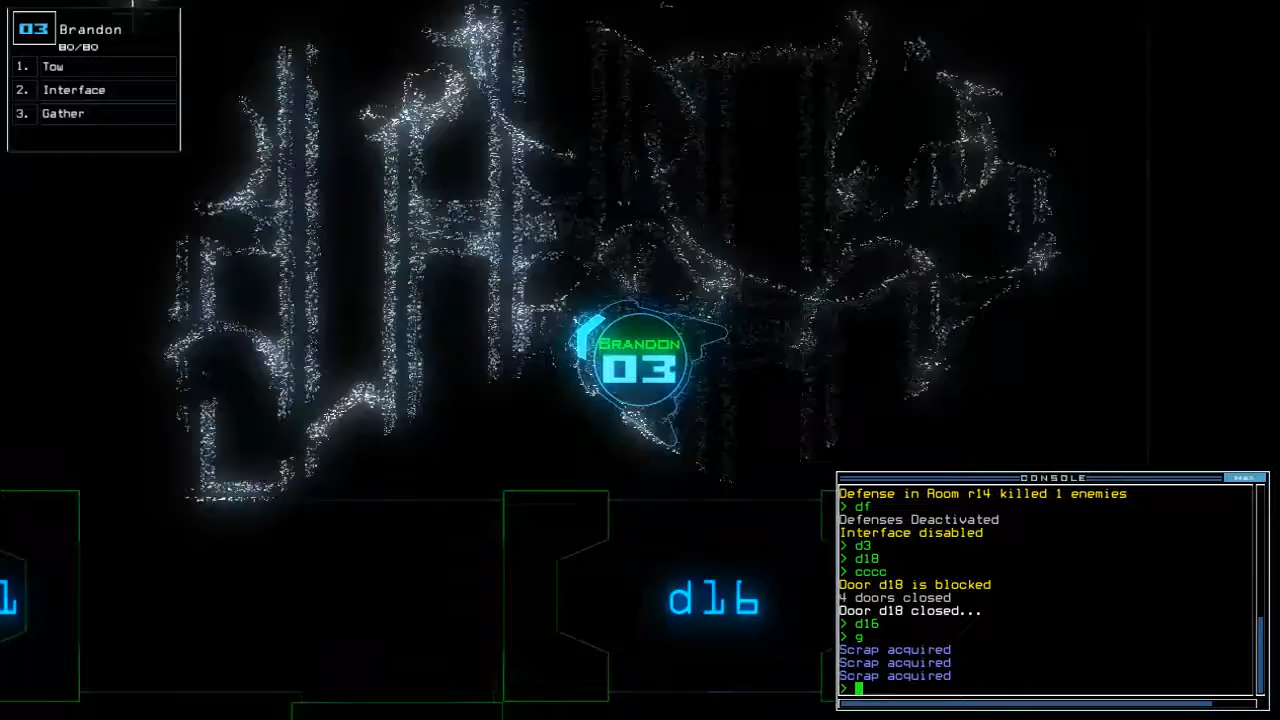 03 Brandon
80/80
1. Tow
2. Interface
3. Gather
BRANDON
03
d16
CONSOLE
Defense in Room r14 killed 1 enemies
> df
Defenses Deactivated
Interface disabled
> d3
> d18
> cccc
Door d18 is blocked
4 doors closed
Door d18 closed...
> d16
> g
Scrap acquired
Scrap acquired
Scrap acquired
>